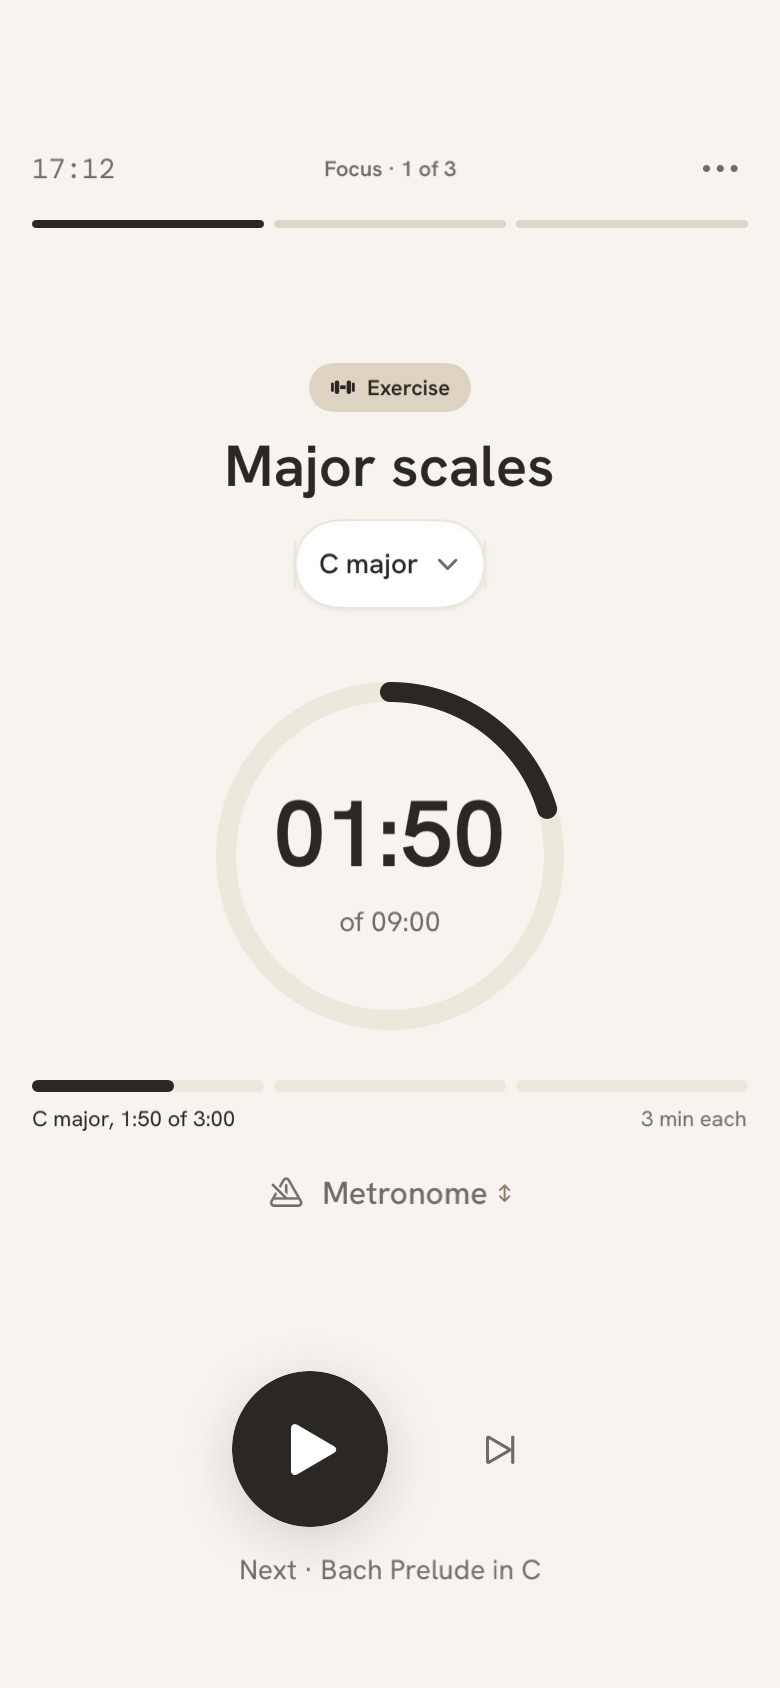 17:12
Focus · 1 of 3
Exercise
Major scales
C major
01:50
of 09:00
C major, 1:50 of 3:00
3 min each
Metronome
Next · Bach Prelude in C